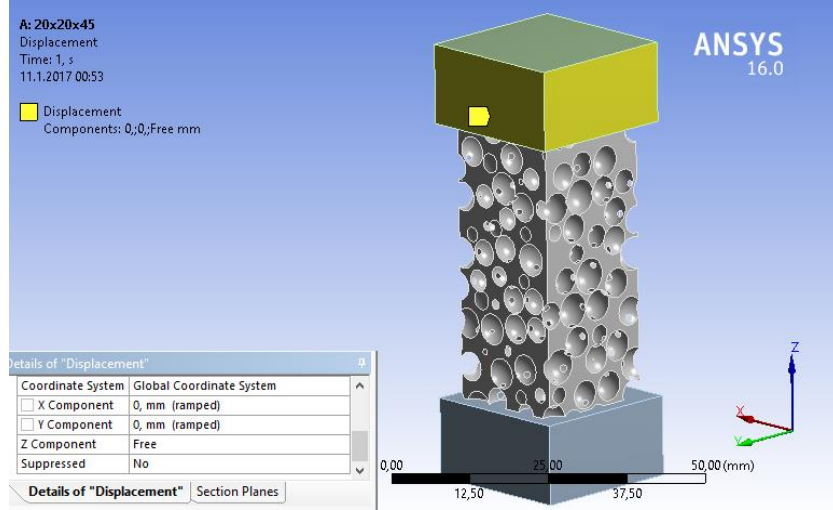 A: 20x20x45
Displacement
Time: 1, s
11.1.2017 00:53
Displacement
Components: 0,;0,;Free mm
ANSYS
16.0
Details of "Displacement"
Coordinate System Global Coordinate System
X Component 0, mm (ramped)
Y Component 0, mm (ramped)
Z Component Free
Suppressed No
Details of "Displacement" Section Planes
0,00 25,00 50,00 (mm)
12,50 37,50
Z
X
Y